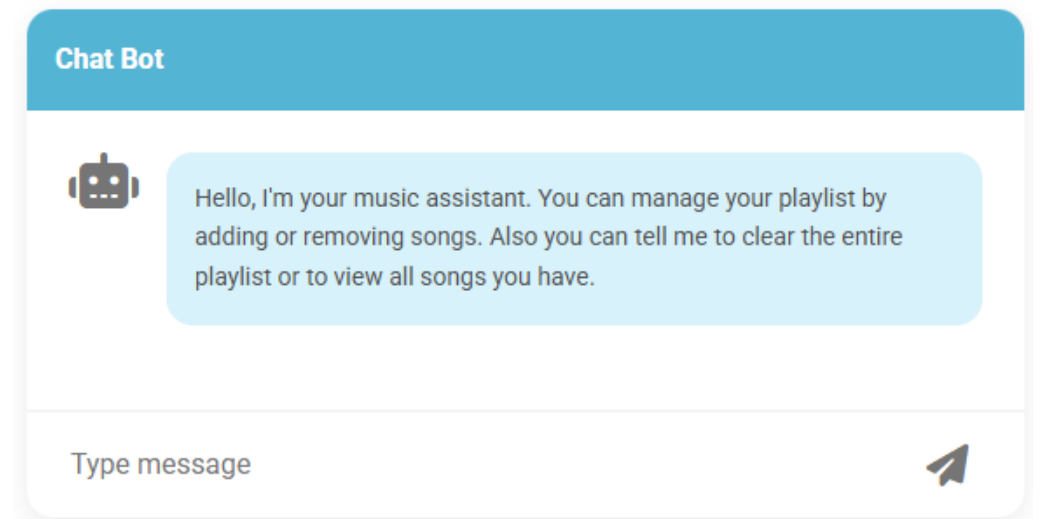 Chat Bot
Hello, I'm your music assistant. You can manage your playlist by
adding or removing songs. Also you can tell me to clear the entire
playlist or to view all songs you have.
Type message